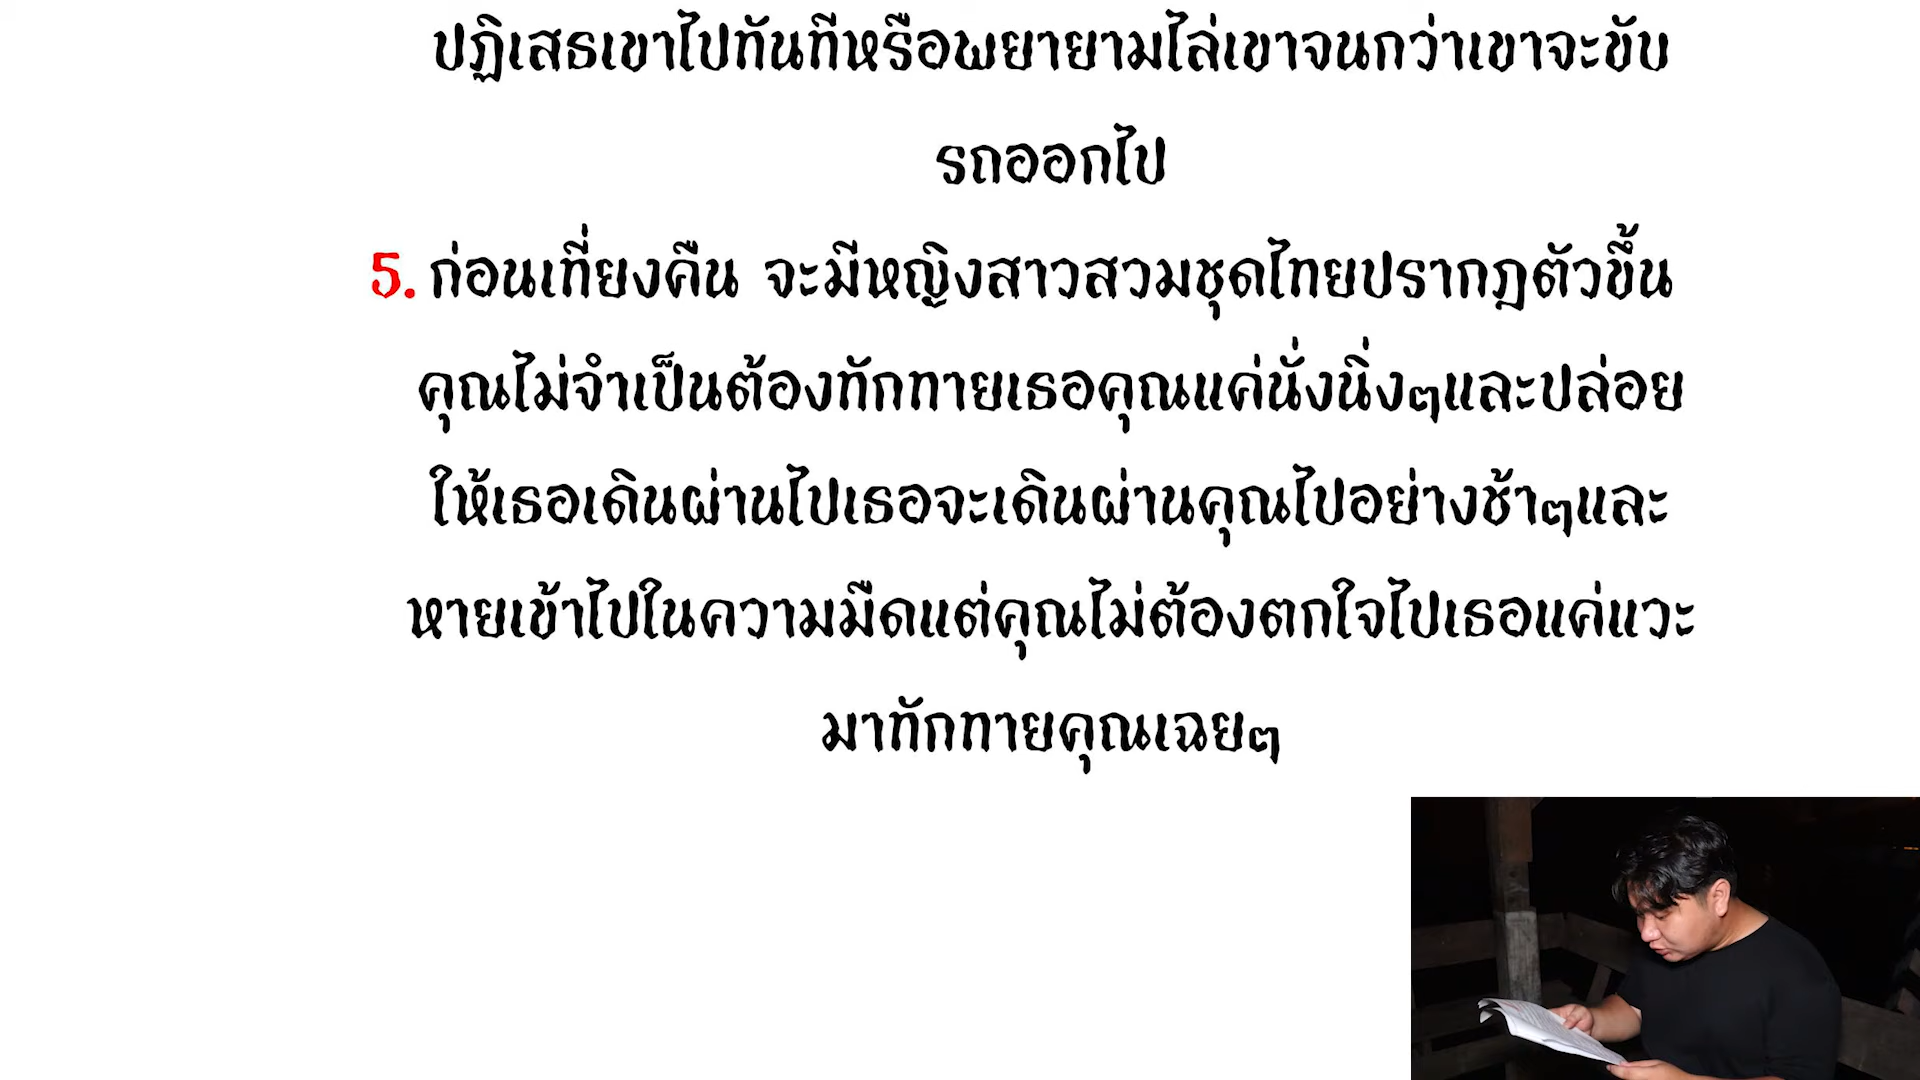 ปฏิเสธเขาไปทันทีหรือพยายามไล่เขาจนกว่าเขาจะขับ
รถออกไป
5. ก่อนเที่ยงคืน จะมีหญิงสาวสวมชุดไทยปรากฏตัวขึ้น
คุณไม่จำเป็นต้องทักทายเธอคุณแค่นั่งนิ่งๆและปล่อย
ให้เธอเดินผ่านไปเธอจะเดินผ่านคุณไปอย่างช้าๆและ
หายเข้าไปในความมืดแต่คุณไม่ต้องตกใจไปเธอแค่แวะ
มาทักทายคุณเฉยๆ